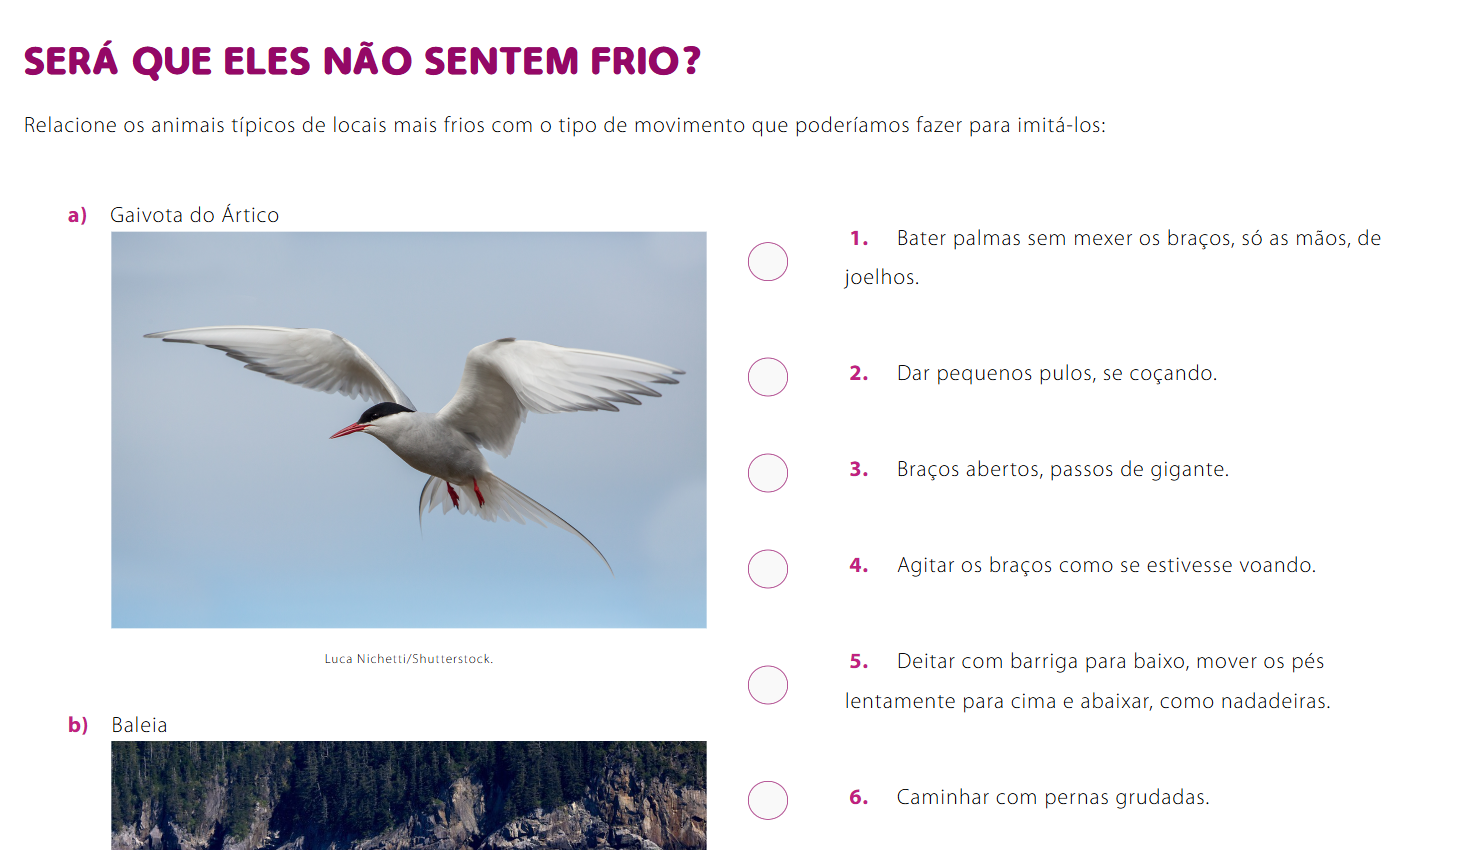 SERÁ QUE ELES NÃO SENTEM FRIO?
Relacione os animais típicos de locais mais frios com o tipo de movimento que poderíamos fazer para imitá-los:
a) Gaivota do Ártico
Luca Nichetti/Shutterstock.
b) Baleia
1. Bater palmas sem mexer os braços, só as mãos, de
joelhos.
2. Dar pequenos pulos, se coçando.
3. Braços abertos, passos de gigante.
4. Agitar os braços como se estivesse voando.
5. Deitar com barriga para baixo, mover os pés
lentamente para cima e abaixar, como nadadeiras.
6. Caminhar com pernas grudadas.